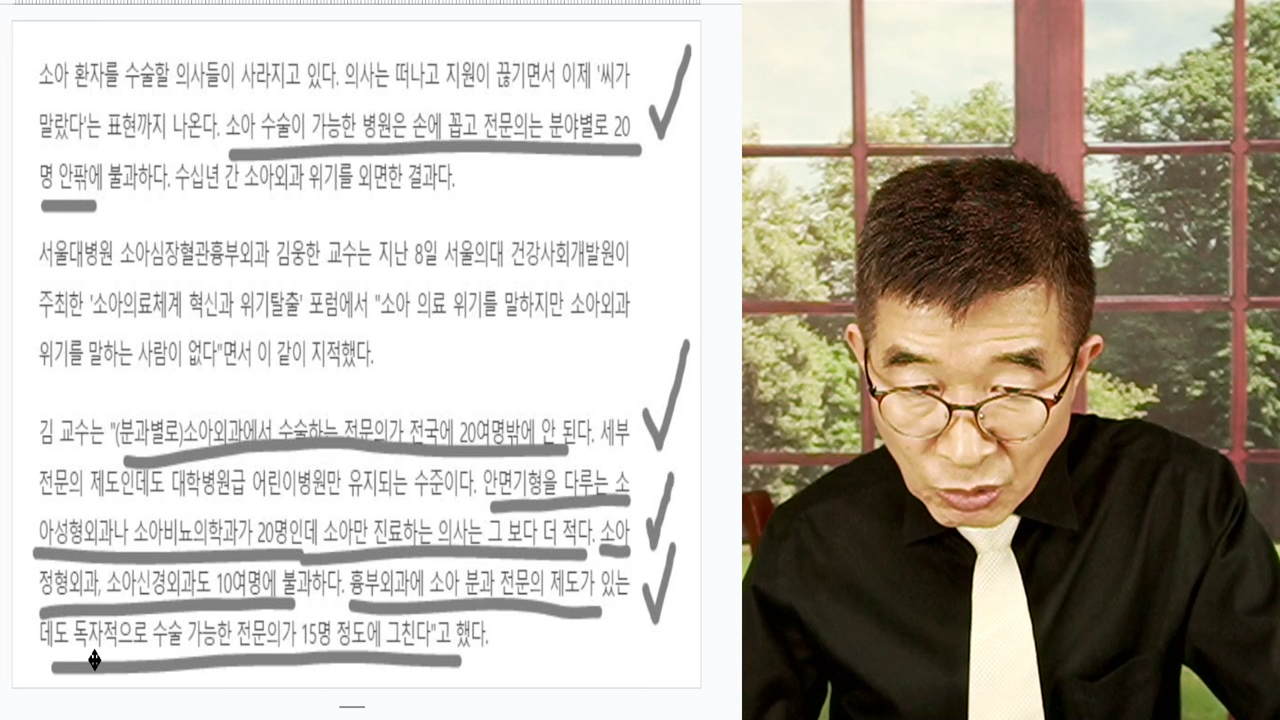 소아 환자를 수술할 의사들이 사라지고 있다. 의사는 떠나고 지원이 끊기면서 이제 '씨가
말랐다'는 표현까지 나온다. 소아 수술이 가능한 병원은 손에 꼽고 전문의는 분야별로 20
명 안팎에 불과하다. 수십년 간 소아외과 위기를 외면한 결과다.
서울대병원 소아심장혈관흉부외과 김웅한 교수는 지난 8일 서울의대 건강사회개발원이
주최한 '소아의료체계 혁신과 위기탈출' 포럼에서 "소아 의료 위기를 말하지만 소아외과
위기를 말하는 사람이 없다"면서 이 같이 지적했다.
김 교수는 "(분과별로)소아외과에서 수술하는 전문의가 전국에 20여명밖에 안 된다. 세부
전문의 제도인데도 대학병원급 어린이병원만 유지되는 수준이다. 안면기형을 다루는 소
아성형외과나 소아비뇨의학과가 20명인데 소아만 진료하는 의사는 그 보다 더 적다. 소아
정형외과, 소아신경외과도 10여명에 불과하다. 흉부외과에 소아 분과 전문의 제도가 있는
데도 독자적으로 수술 가능한 전문의가 15명 정도에 그친다"고 했다.